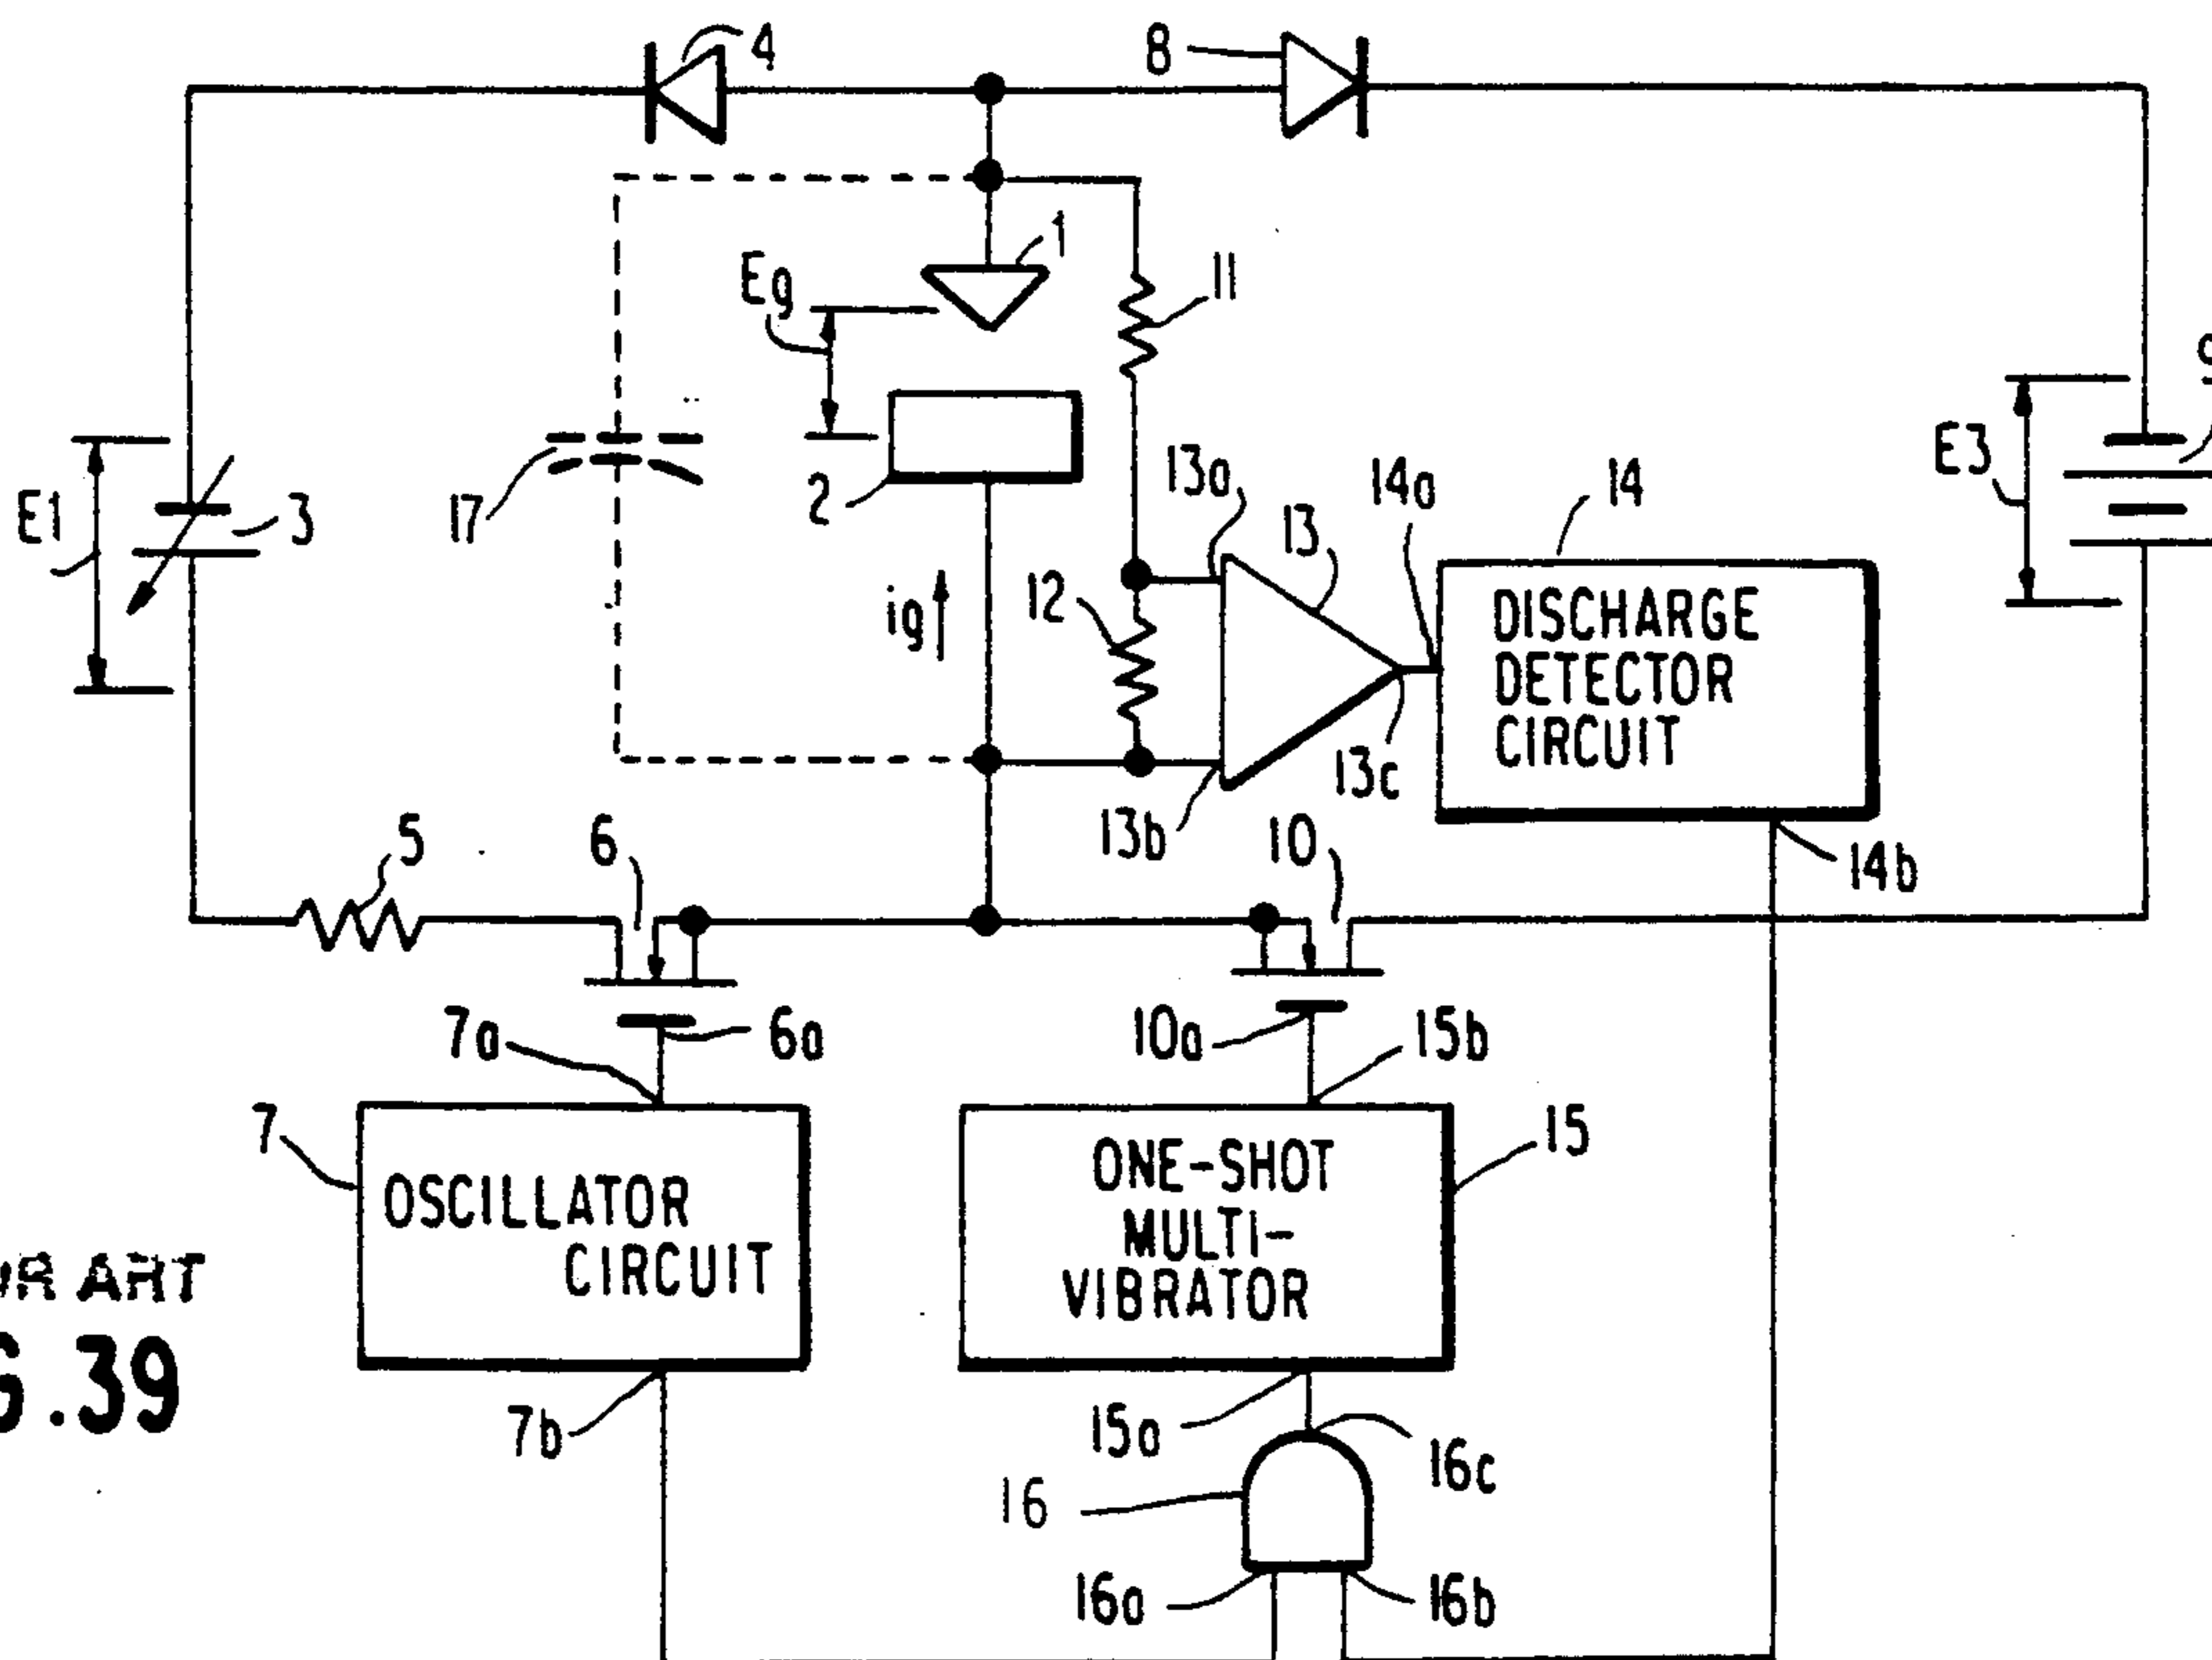 4
8
1
Eg
11
9
E3
E1
3
17
2
13a
14a
14
13
12
ig
DISCHARGE
DETECTOR
CIRCUIT
13c
13b
5
6
10
14b
7a
6a
10a
15b
7
15
OSCILLATOR
CIRCUIT
ONE-SHOT
MULTI-
VIBRATOR
ART
.39
7b
15a
16c
16
16a
16b